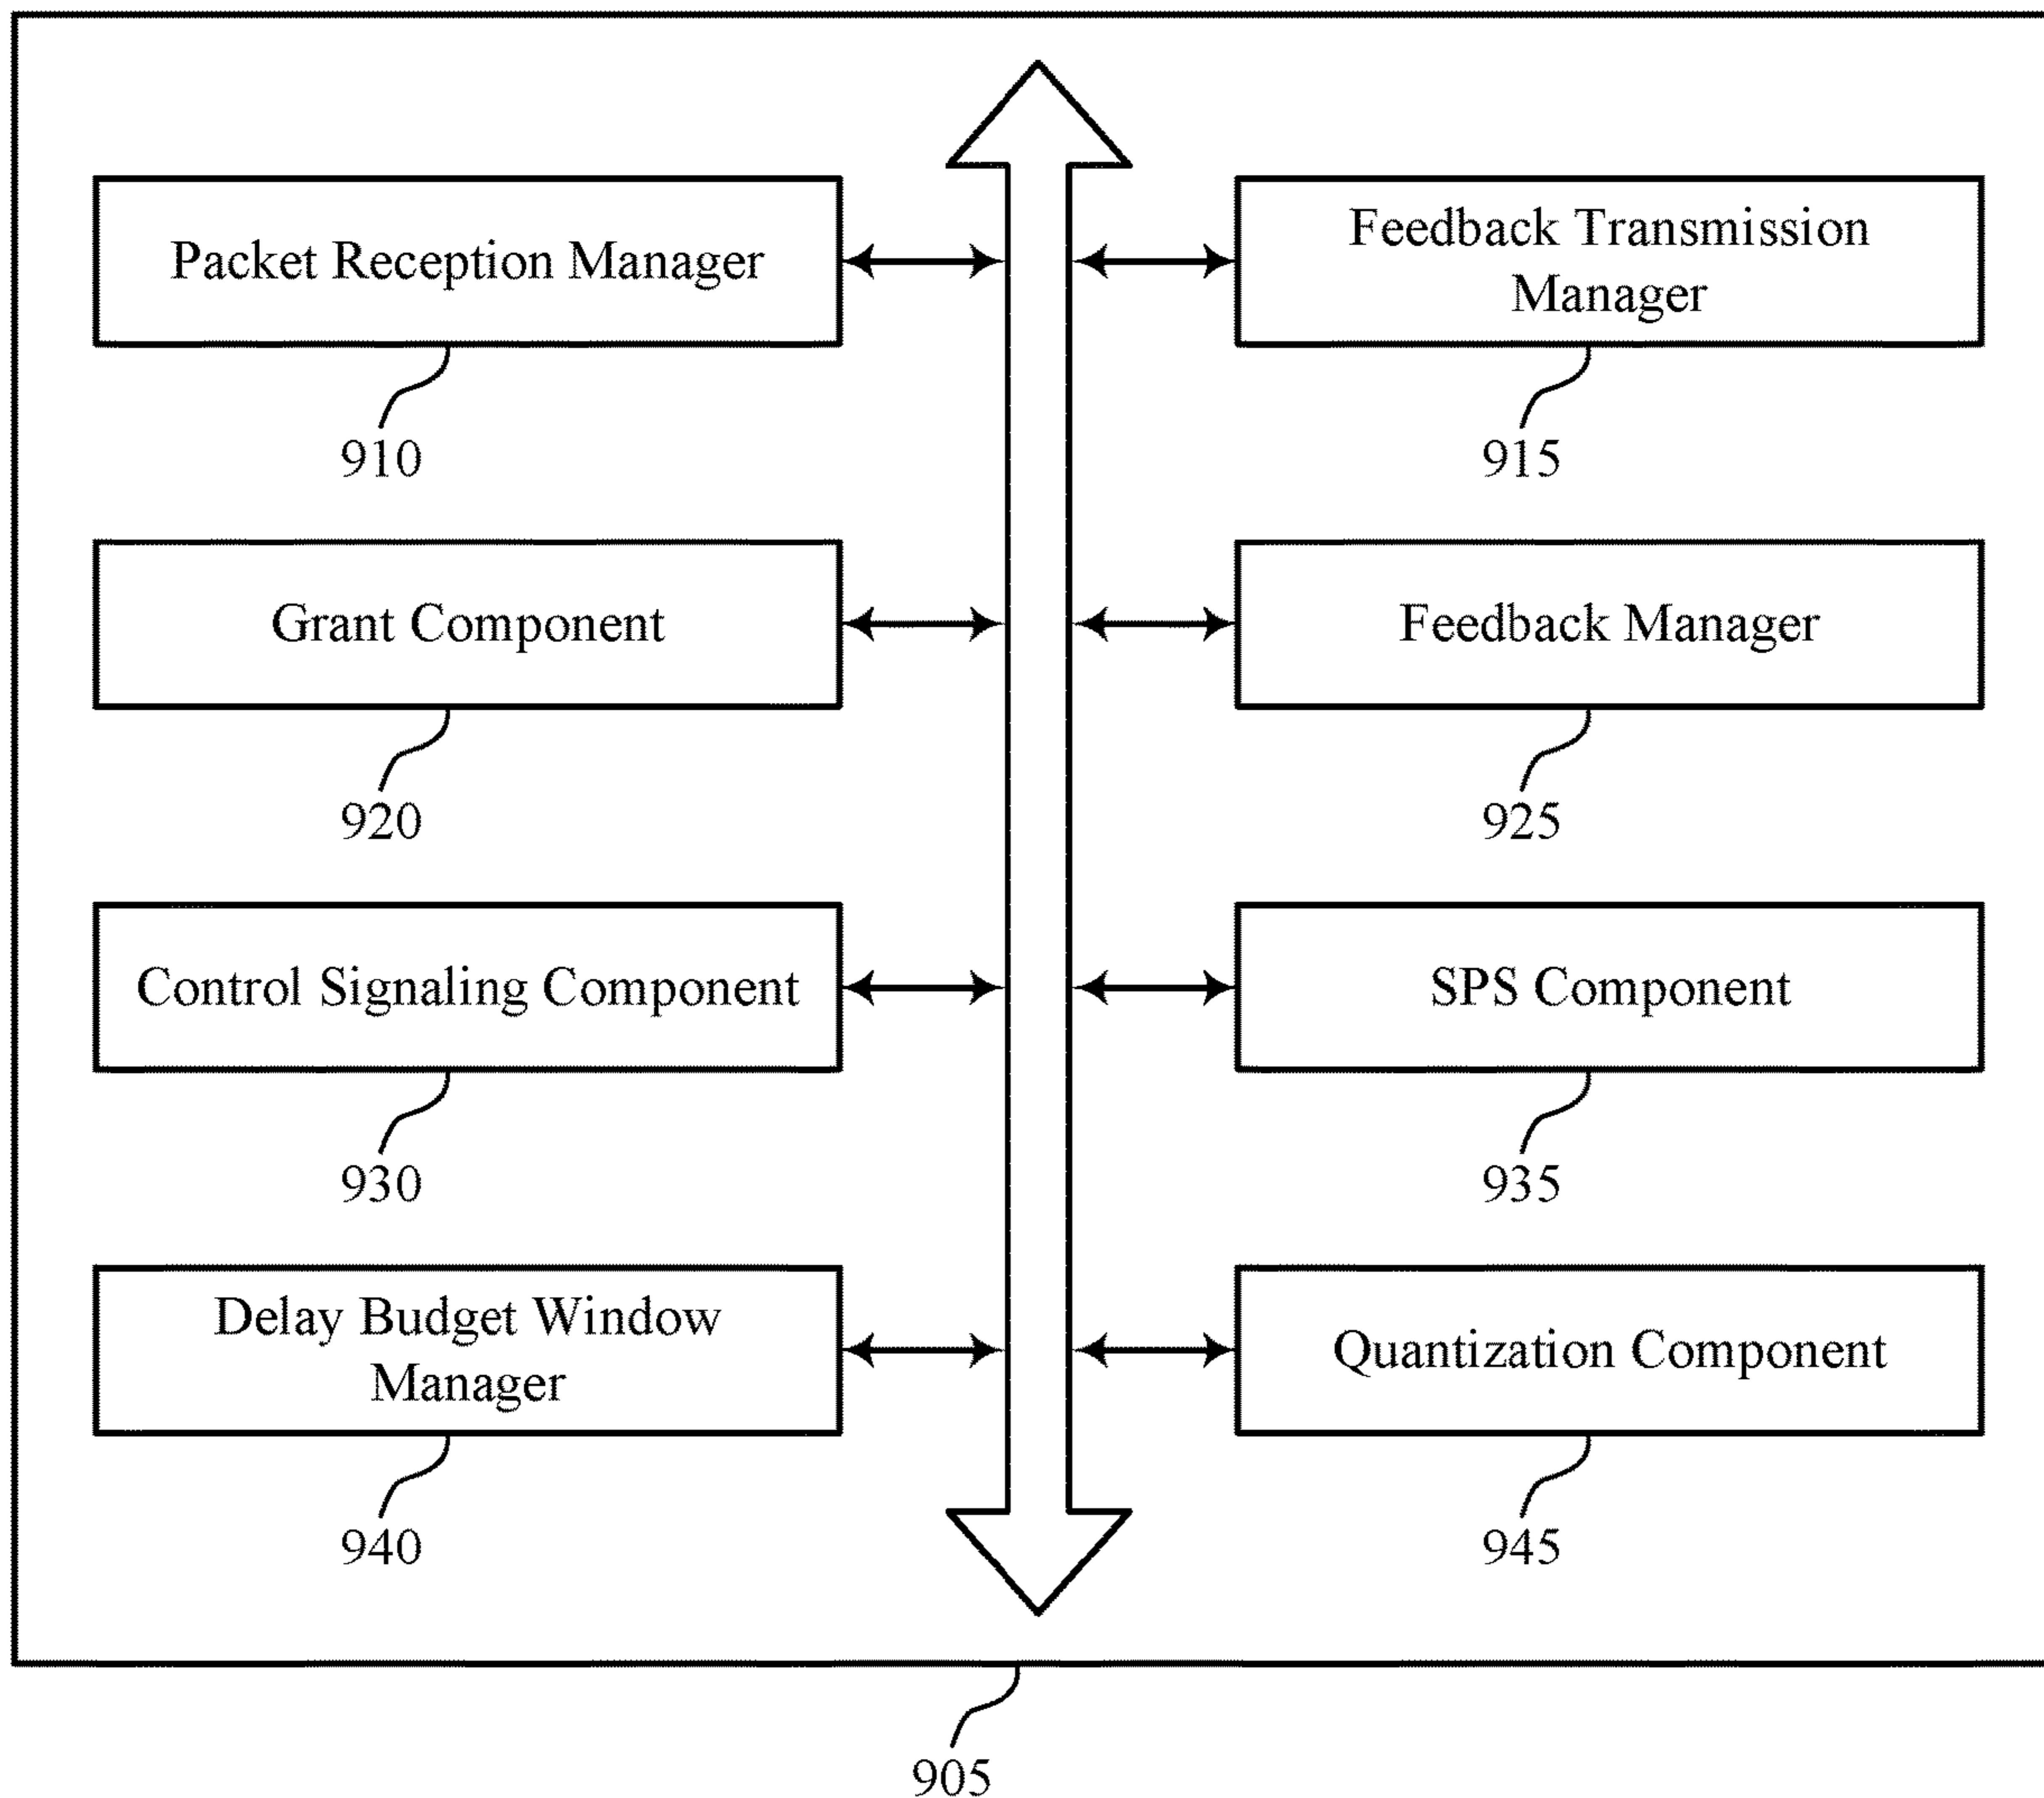 Packet Reception Manager
910
Feedback Transmission
Manager
915
Grant Component
920
Feedback Manager
925
Control Signaling Component
930
SPS Component
935
Delay Budget Window
Manager
940
Quantization Component
945
905